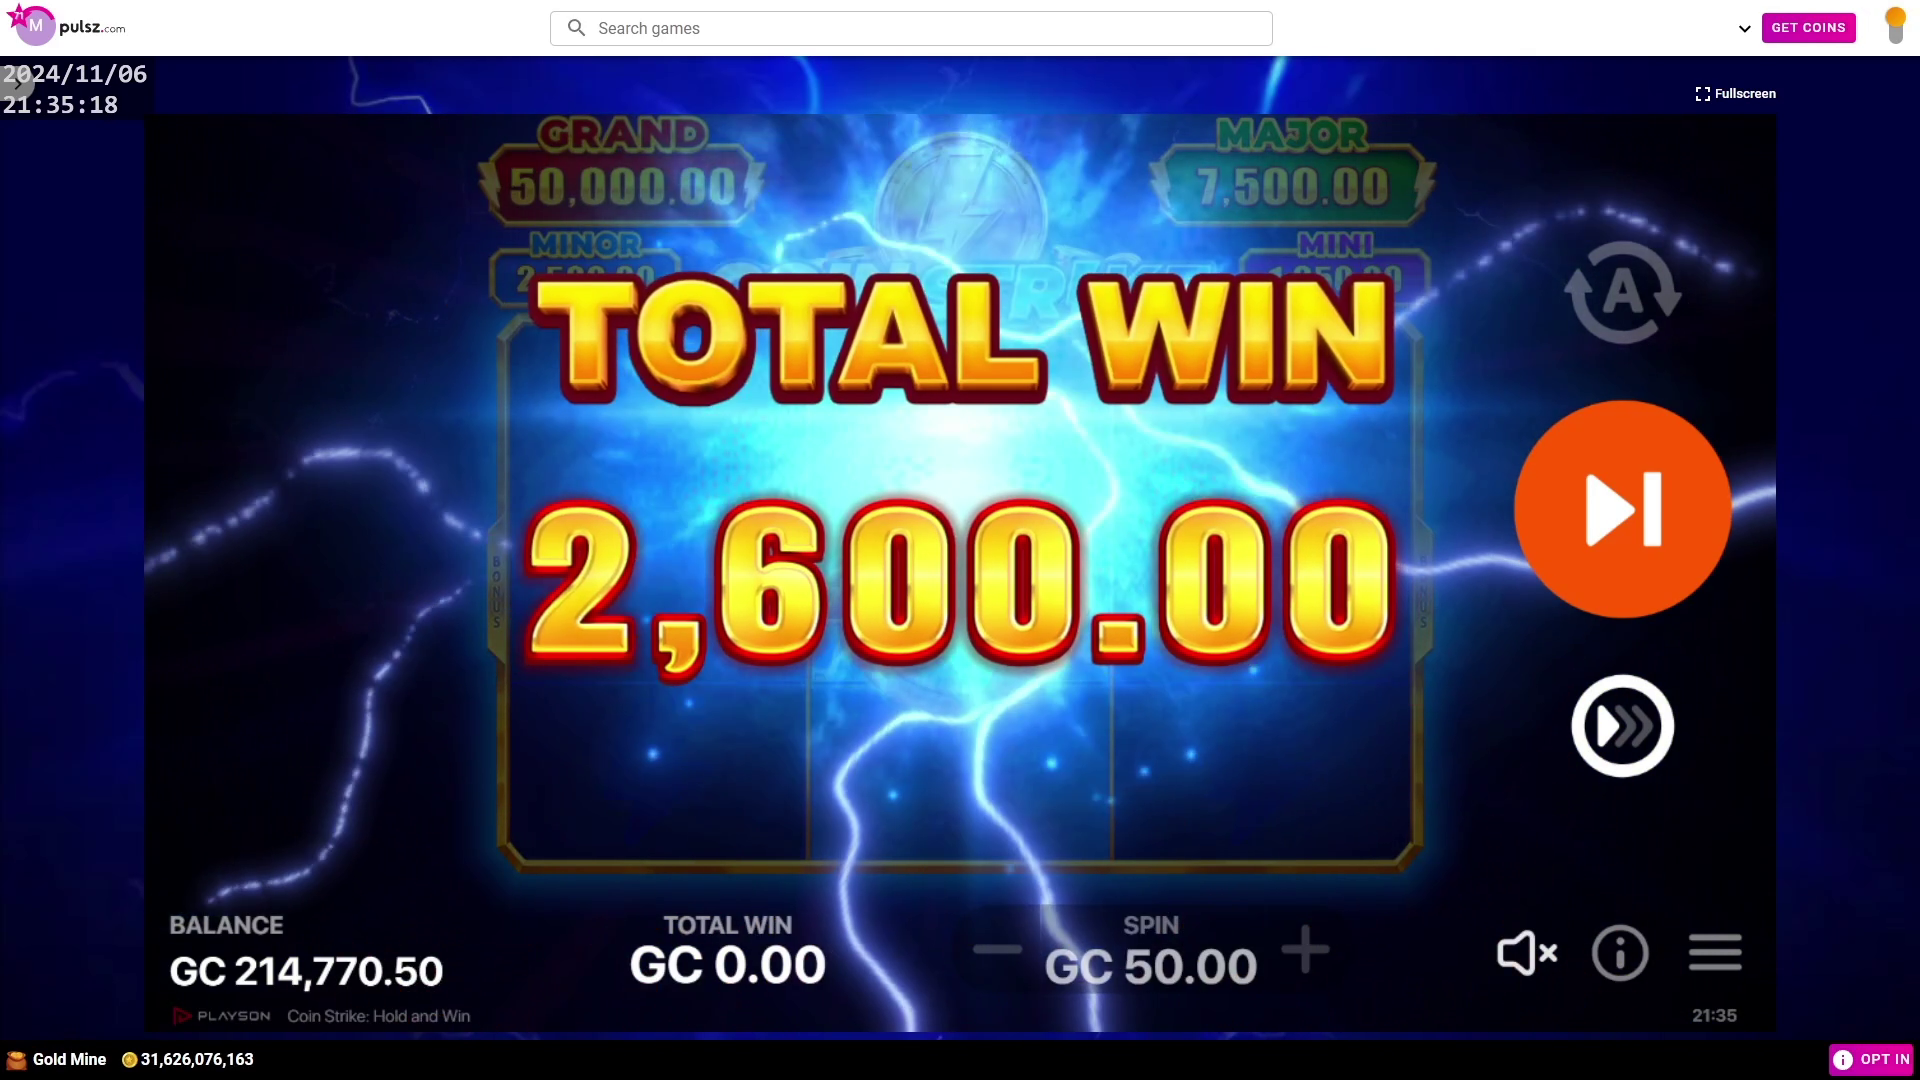 71
M
pulsz.com
Search games
GET COINS
2024/11/06
21:35:18
Fullscreen
GRAND
50,000.00
MAJOR
7,500.00
MINOR
MINI
TOTAL WIN
2,600.00
A
BONUS
BONUS
BALANCE
GC 214,770.50
TOTAL WIN
GC 0.00
SPIN
GC 50.00
PLAYSON
Coin Strike: Hold and Win
21:35
Gold Mine
31,626,076,163
OPT IN